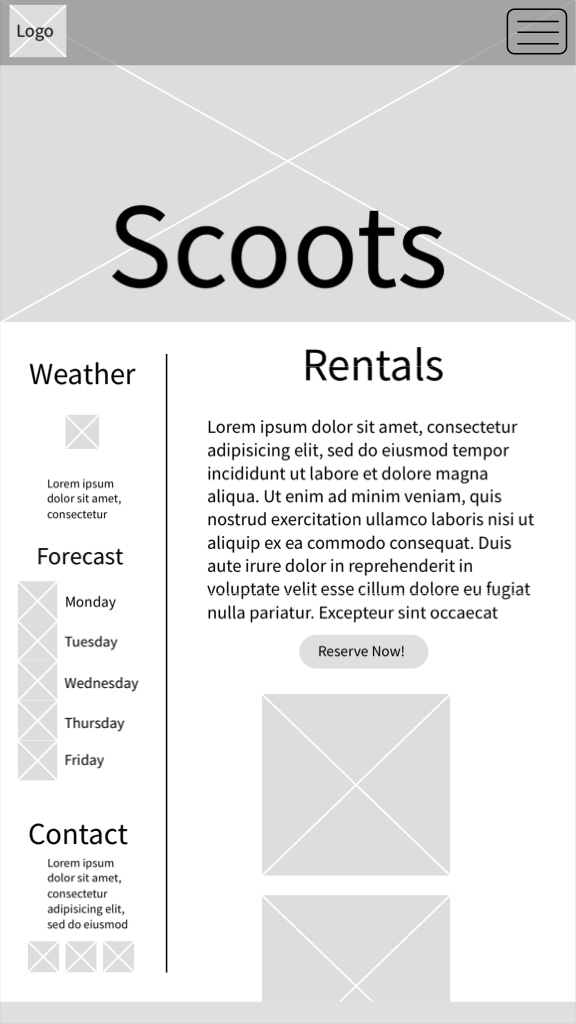 Logo
Scoots
Weather
Lorem ipsum
dolor sit amet,
consectetur
Forecast
Monday
Tuesday
Wednesday
Thursday
Friday
Contact
Lorem ipsum
dolor sit amet,
consectetur
adipisicing elit,
sed do eiusmod
Rentals
Lorem ipsum dolor sit amet, consectetur
adipisicing elit, sed do eiusmod tempor
incididunt ut labore et dolore magna
aliqua. Ut enim ad minim veniam, quis
nostrud exercitation ullamco laboris nisi ut
aliquip ex ea commodo consequat. Duis
aute irure dolor in reprehenderit in
voluptate velit esse cillum dolore eu fugiat
nulla pariatur. Excepteur sint occaecat
Reserve Now!